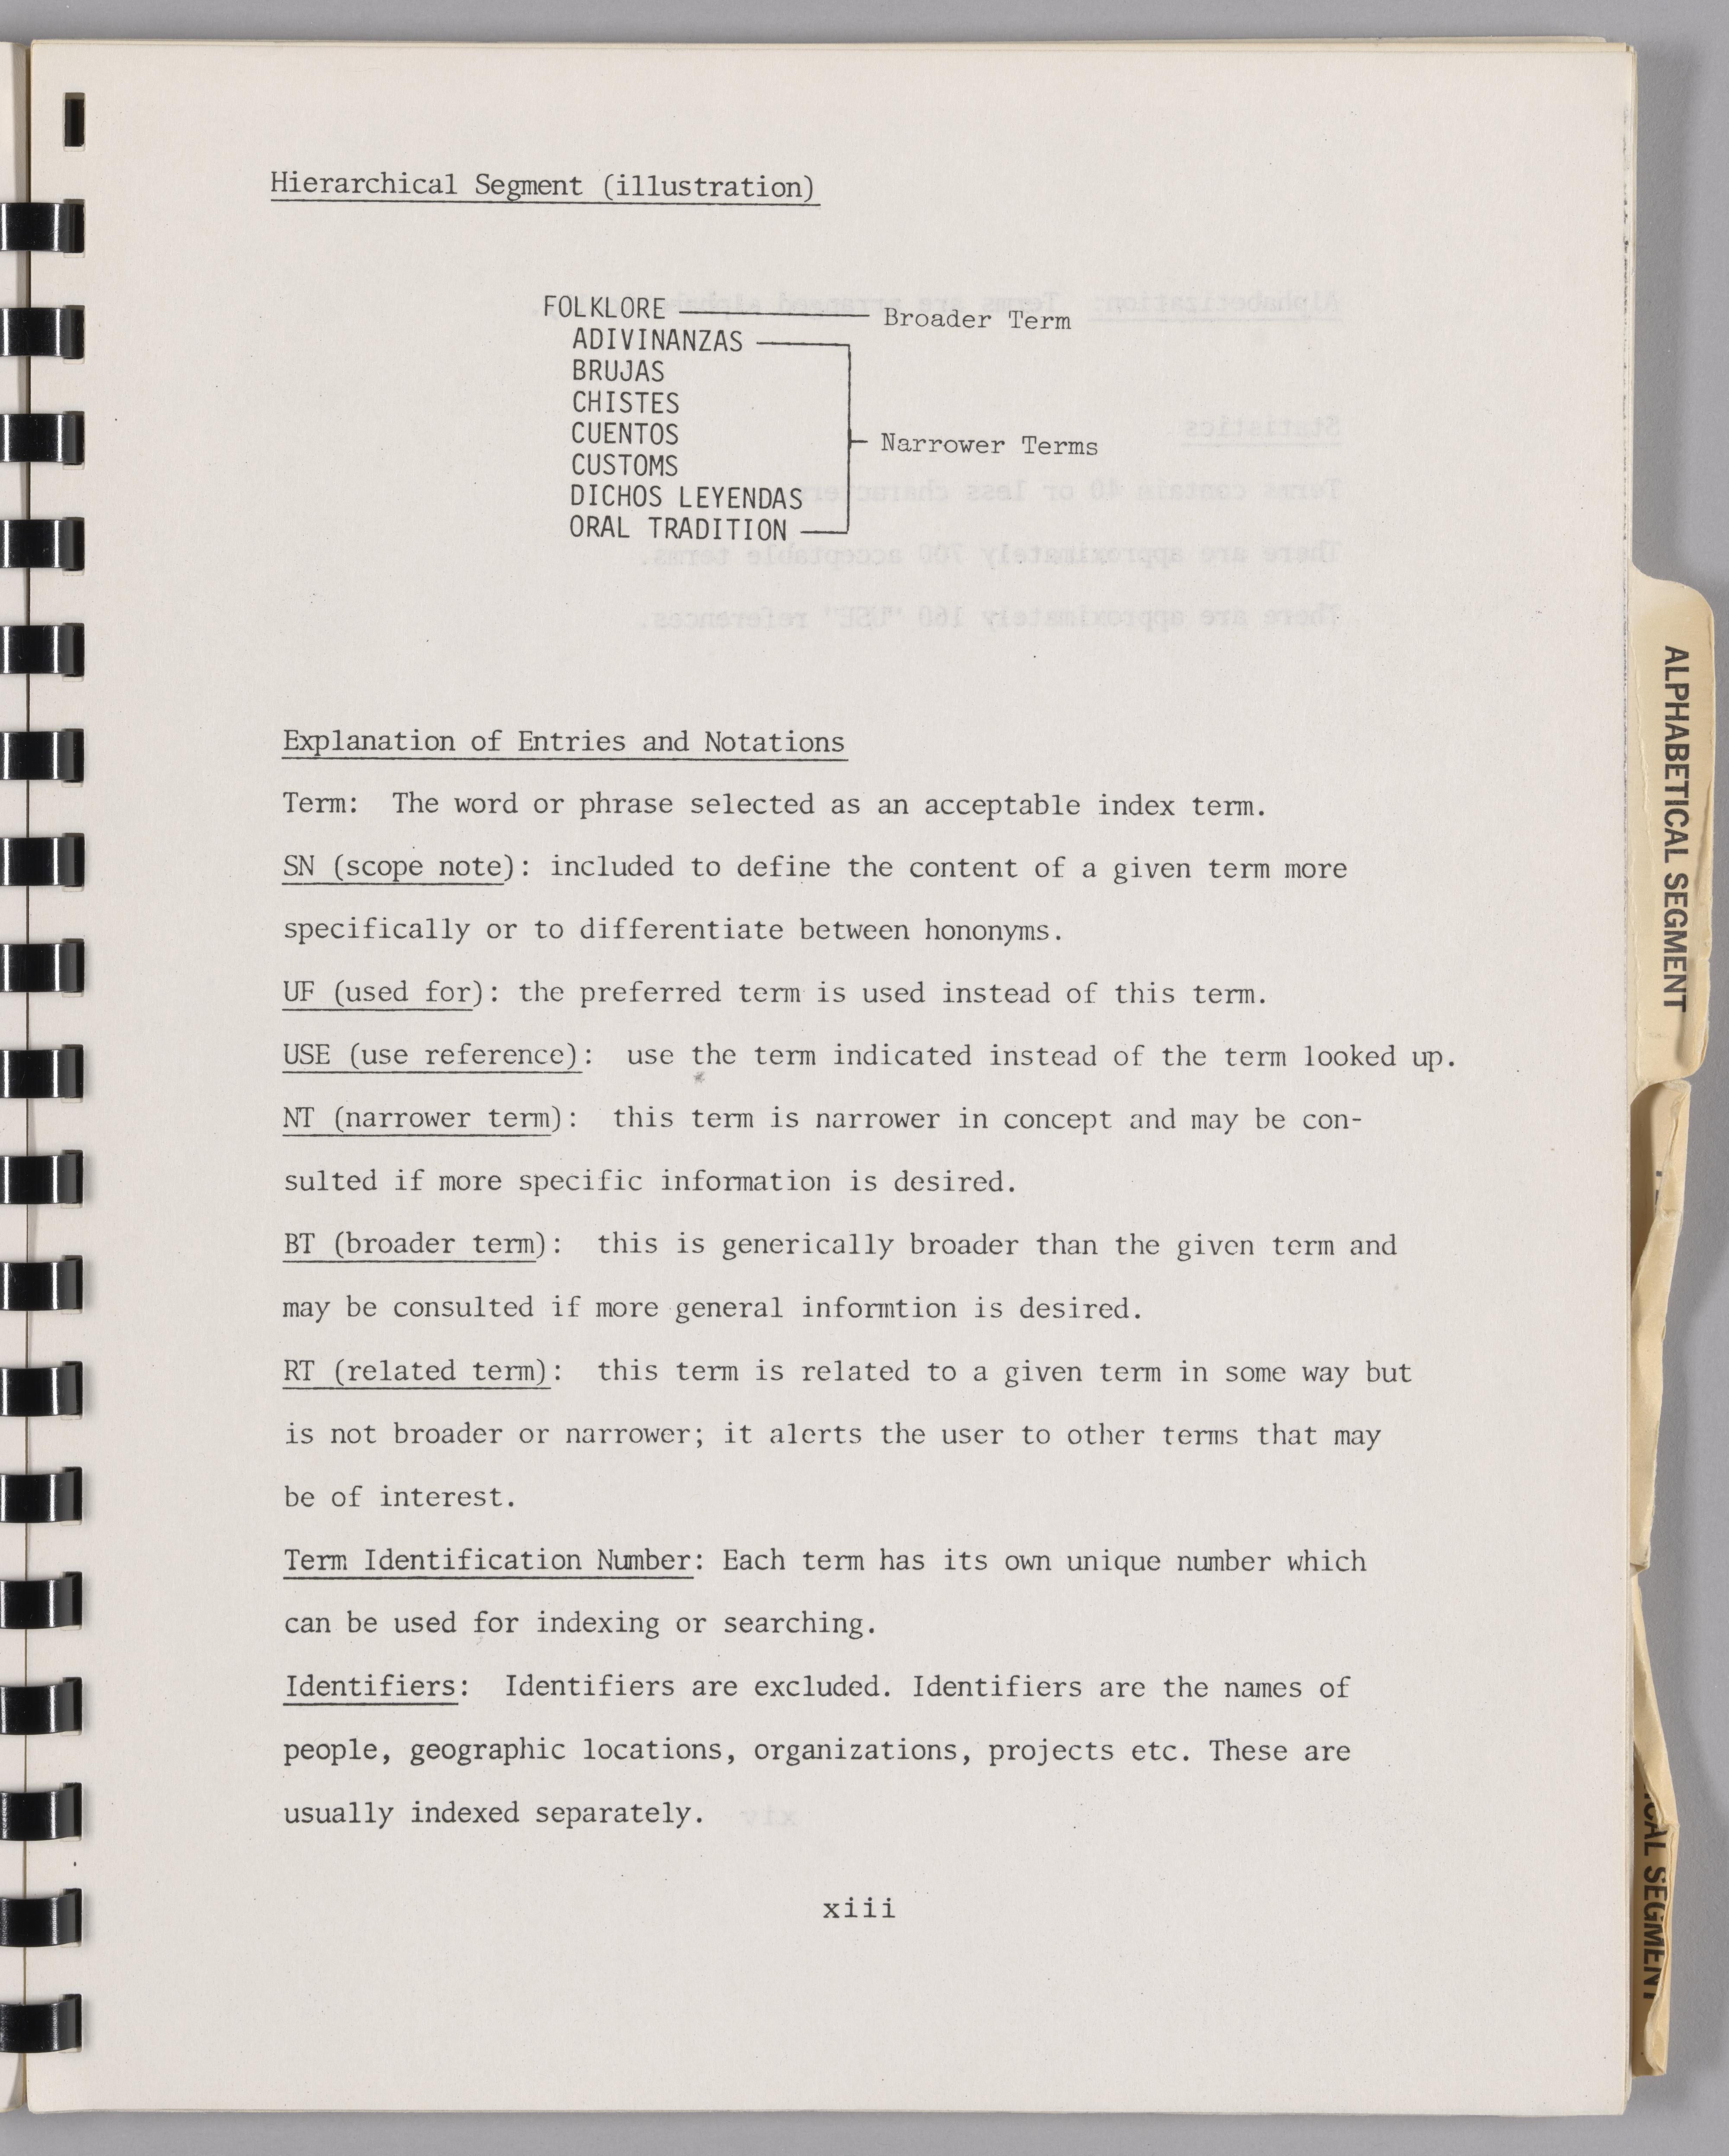 Hierarchical Segment (illustration)
FOLKLORE Broader Term
ADIVINANZAS
BRUJAS
CHISTES
CUENTOS Narrower Terms
CUSTOMS
DICHOS LEYENDAS
ORAL TRADITION
Explanation of Entries and Notations
Term: The word or phrase selected as an acceptable index term.
SN (scope note): included to define the content of a given term more
specifically or to differentiate between hononyms.
UF (used for): the preferred term is used instead of this term.
USE (use reference): use the term indicated instead of the term looked up.
NT (narrower term): this term is narrower in concept and may be con-
sulted if more specific information is desired.
BT (broader term): this is generically broader than the given term and
may be consulted if more general informtion is desired.
RT (related term): this term is related to a given term in some way but
is not broader or narrower; it alerts the user to other terms that may
be of interest.
Term Identification Number: Each term has its own unique number which
can be used for indexing or searching.
Identifiers: Identifiers are excluded. Identifiers are the names of
people, geographic locations, organizations, projects etc. These are
usually indexed separately.
xiii
ALPHABETICAL SEGMENT
SEGMENT